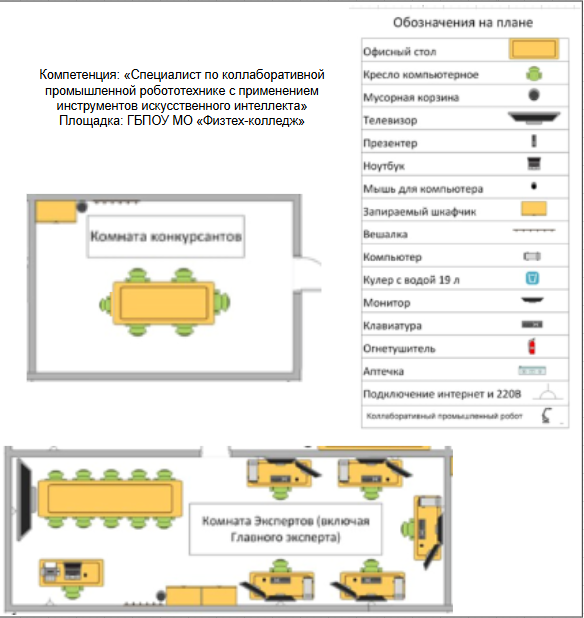 Обозначения на плане
Компетенция: «Специалист по коллаборативной
промышленной робототехнике с применением
инструментов искусственного интеллекта»
Площадка: ГБПОУ МО «Физтех-колледж»
Офисный стол
Кресло компьютерное
Мусорная корзина
Телевизор
Презентер
Ноутбук
Мышь для компьютера
Запираемый шкафчик
Вешалка
Компьютер
Кулер с водой 19 л
Монитор
Клавиатура
Огнетушитель
Аптечка
Подключение интернет и 220В
Коллаборативный промышленный робот
Комната конкурсантов
Комната Экспертов (включая
Главного эксперта)